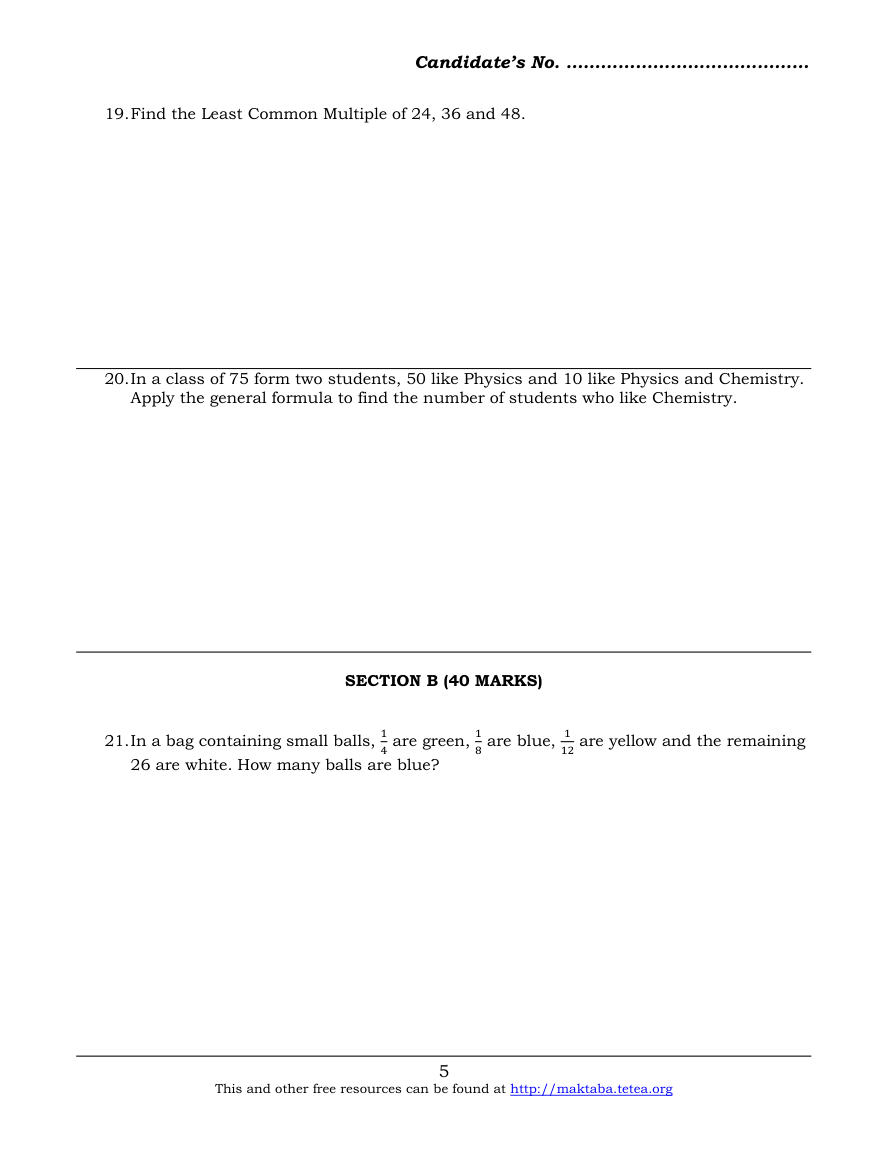 Candidate's No. ..........................................
19.Find the Least Common Multiple of 24, 36 and 48.
20.In a class of 75 form two students, 50 like Physics and 10 like Physics and Chemistry.
Apply the general formula to find the number of students who like Chemistry.
SECTION B (40 MARKS)
21.In a bag containing small balls, 1/4 are green, 1/8 are blue, 1/12 are yellow and the remaining
26 are white. How many balls are blue?
5
This and other free resources can be found at http://maktaba.tetea.org